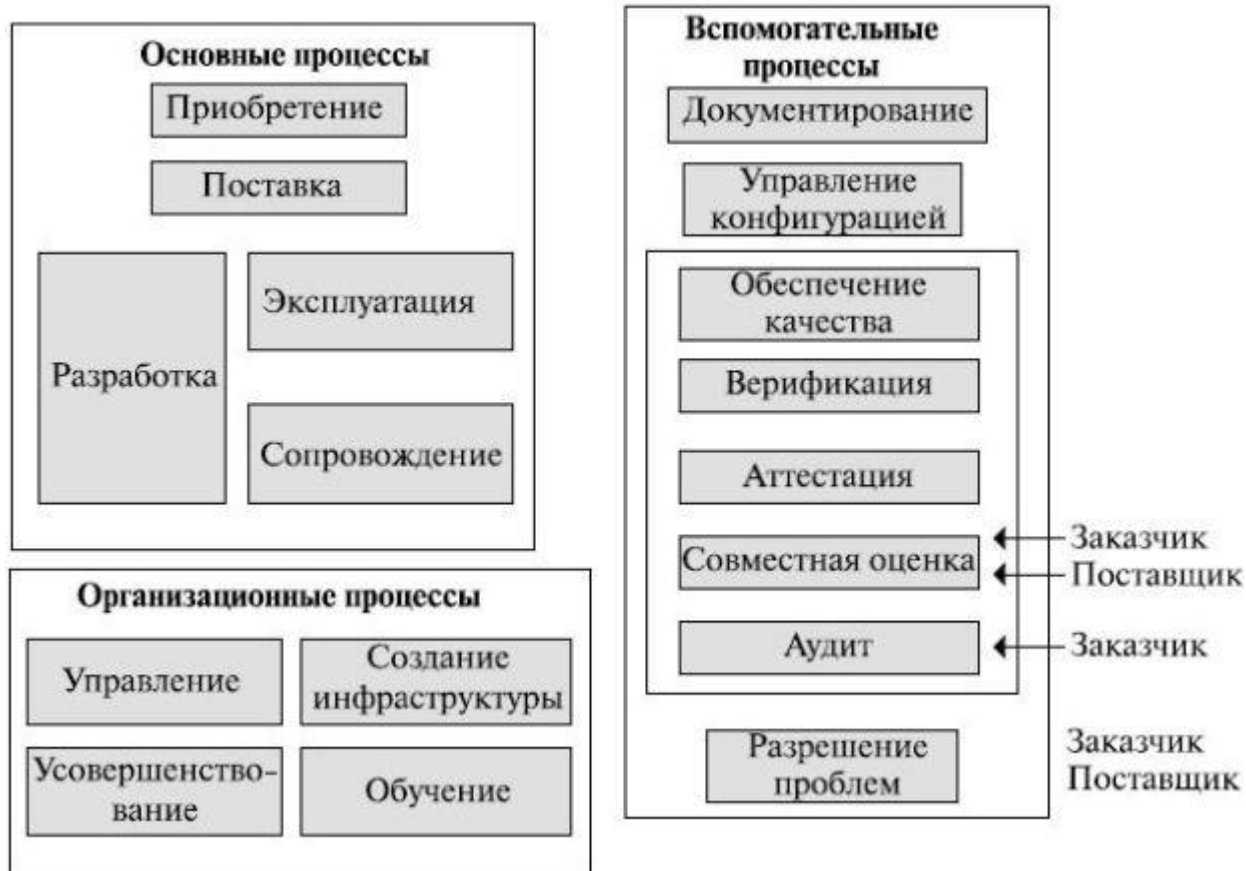 Основные процессы
Приобретение
Поставка
Разработка
Эксплуатация
Сопровождение
Организационные процессы
Управление
Создание
инфраструктуры
Усовершенство-
вание
Обучение
Вспомогательные
процессы
Документирование
Управление
конфигурацией
Обеспечение
качества
Верификация
Аттестация
Совместная оценка
Заказчик
Поставщик
Аудит
Заказчик
Разрешение
проблем
Заказчик
Поставщик